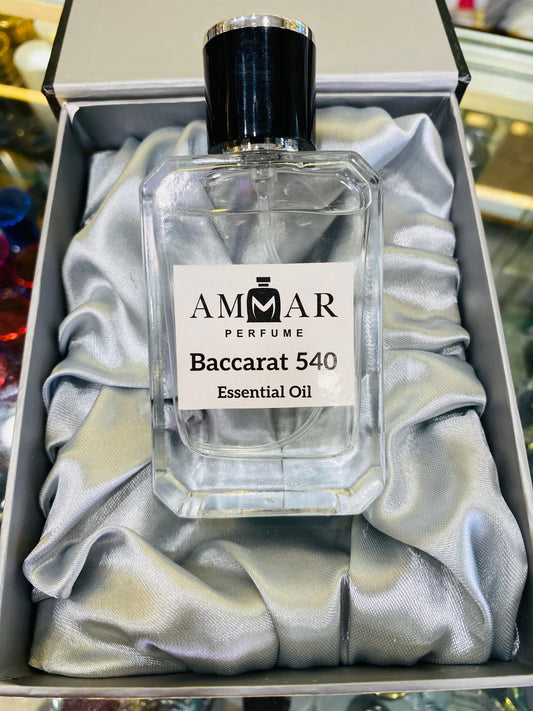 AMMAR
PERFUME
Baccarat 540
Essential Oil